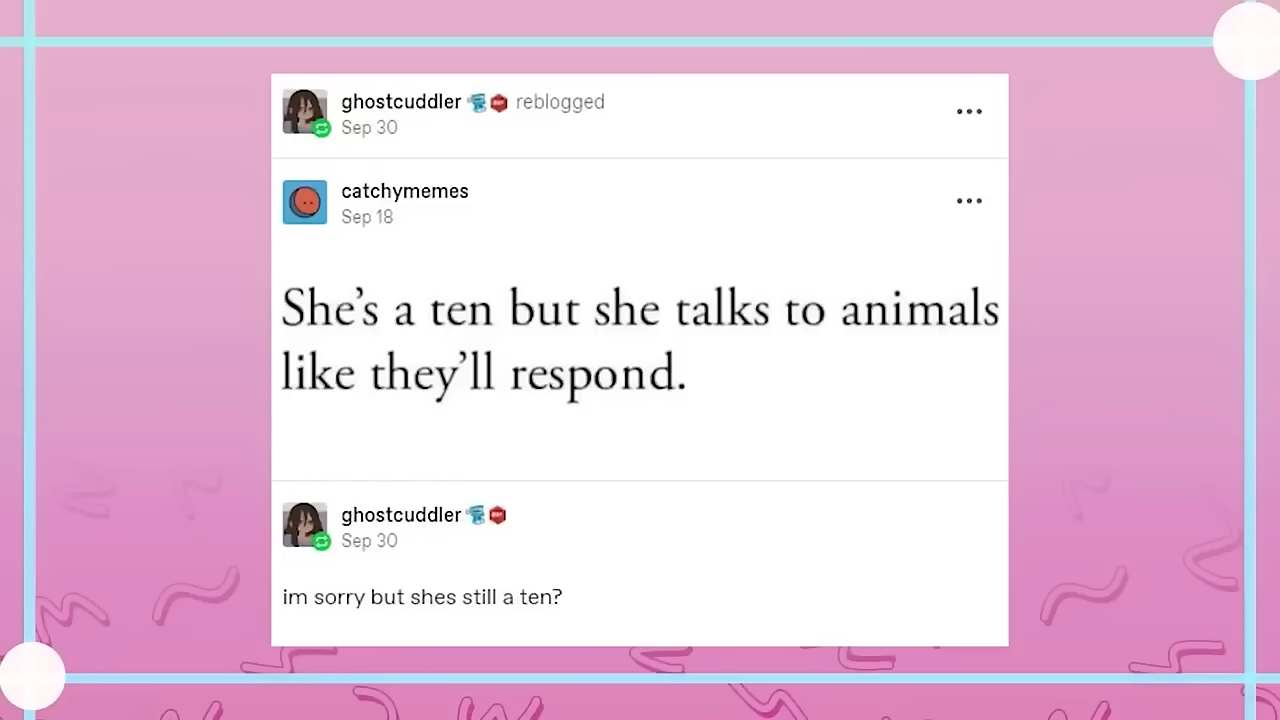 ghostcuddler reblogged
Sep 30
catchymemes
Sep 18
She’s a ten but she talks to animals
like they’ll respond.
ghostcuddler
Sep 30
im sorry but shes still a ten?